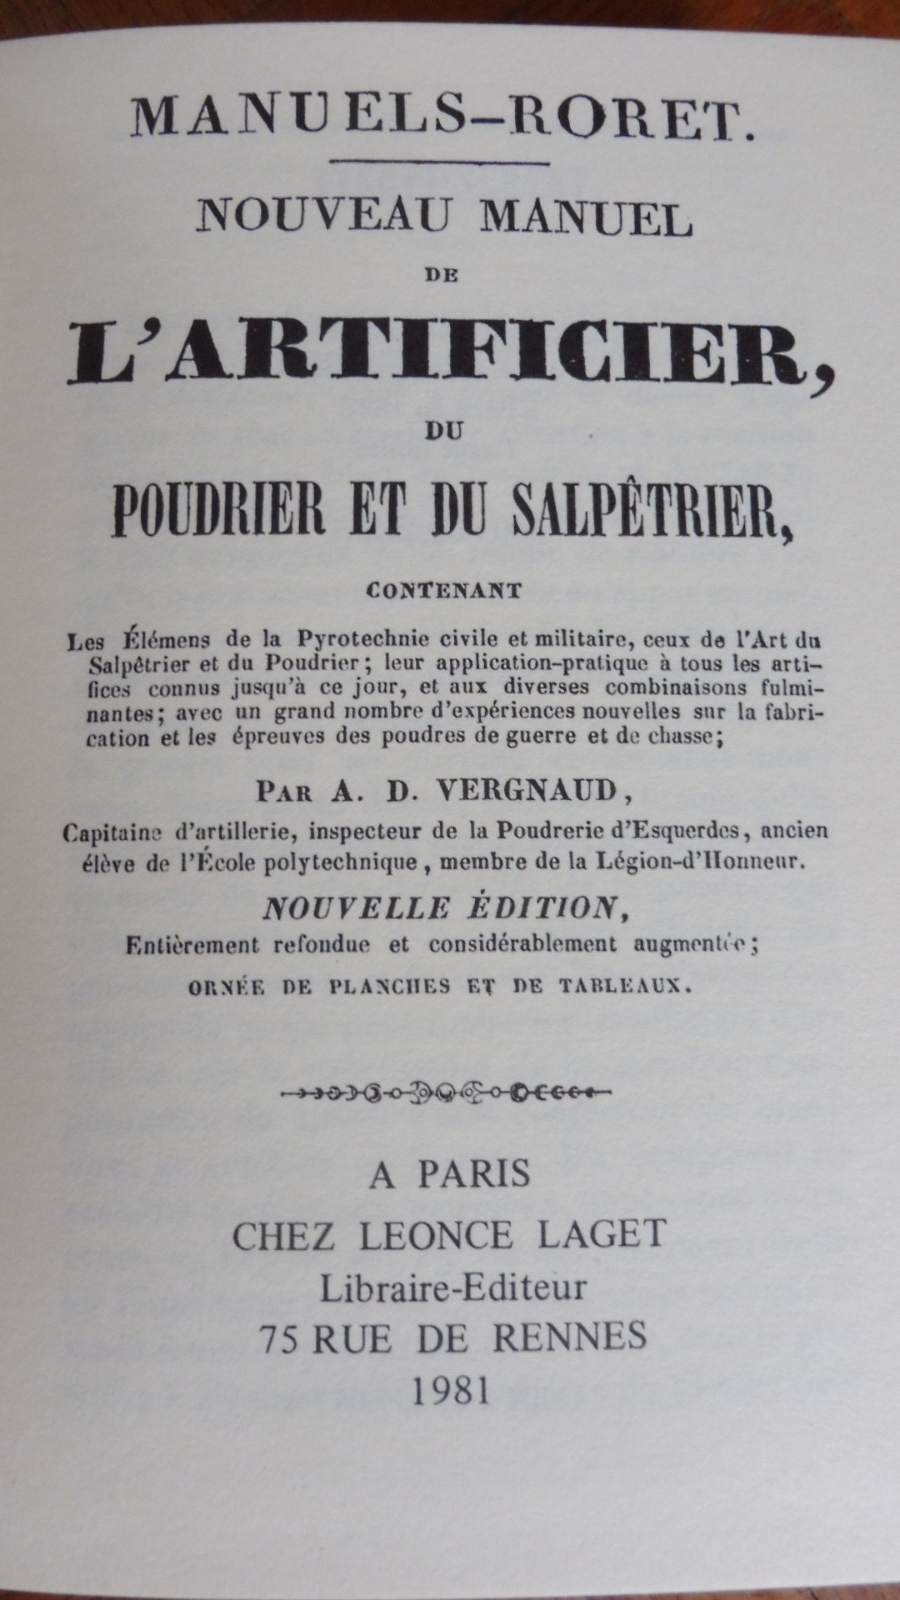 MANUELS-RORET.
NOUVEAU MANUEL
DE
L'ARTIFICIER,
DU
POUDRIER ET DU SALPÊTRIER,
CONTENANT
Les Élémens de la Pyrotechnie civile et militaire, ceux de l'Art du
Salpêtrier et du Poudrier; leur application-pratique à tous les arti-
fices connus jusqu'à ce jour, et aux diverses combinaisons fulmi-
nantes; avec un grand nombre d'expériences nouvelles sur la fabri-
cation et les épreuves des poudres de guerre et de chasse;
PAR A. D. VERGNAUD,
Capitaine d'artillerie, inspecteur de la Poudrerie d'Esquerdes, ancien
élève de l'École polytechnique, membre de la Légion-d'Honneur.
NOUVELLE ÉDITION,
Entièrement refondue et considérablement augmentée;
ORNÉE DE PLANCHES ET DE TABLEAUX.
A PARIS
CHEZ LEONCE LAGET
Libraire-Editeur
75 RUE DE RENNES
1981